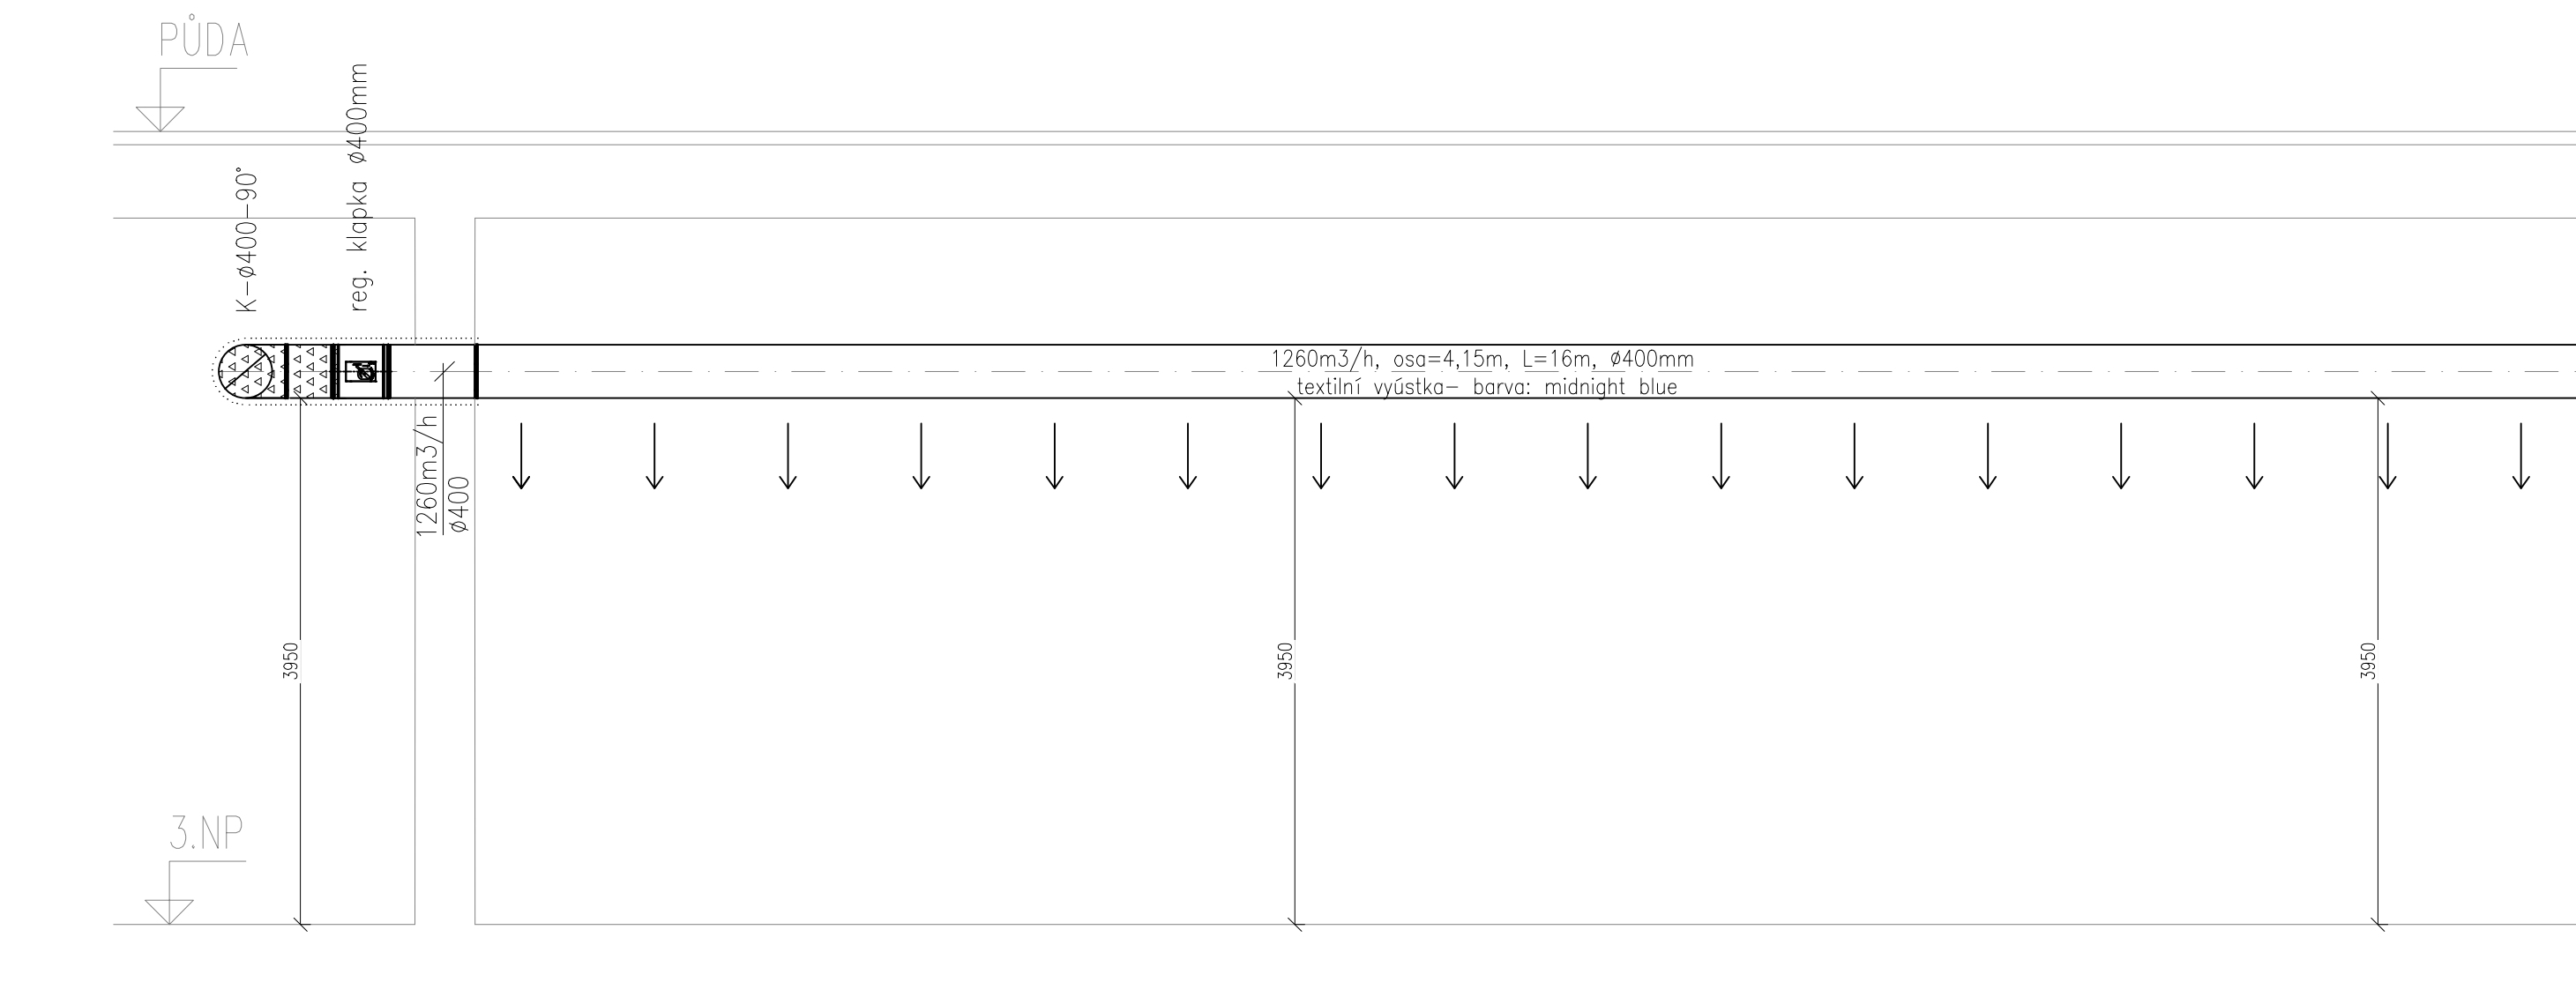 PŮDA
K-ø400-90°
reg. klapka ø400mm
1260m3/h, osa=4,15m, L=16m, Ø400mm
textilní vyústka- barva: midnight blue
1260m3/h
ø400
3950
3950
3950
3.NP